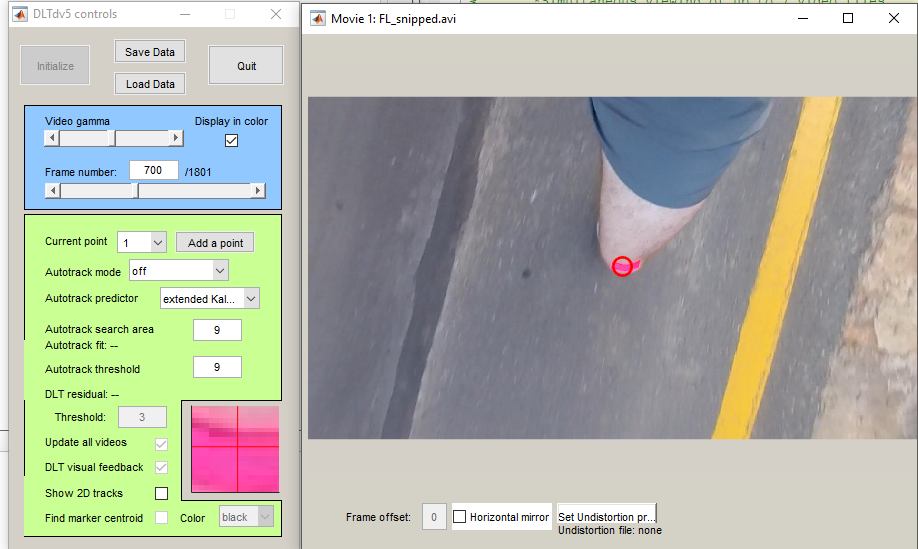 DLTdv5 controls
Initialize
Save Data
Load Data
Quit
Video gamma
Display in color
Frame number: 700 /1801
Current point 1 Add a point
Autotrack mode off
Autotrack predictor extended Kal...
Autotrack search area 9
Autotrack fit: --
Autotrack threshold 9
DLT residual: --
Threshold: 3
Update all videos
DLT visual feedback
Show 2D tracks
Find marker centroid Color black
Movie 1: FL_snipped.avi
Frame offset: 0 Horizontal mirror Set Undistortion pr...
Undistortion file: none